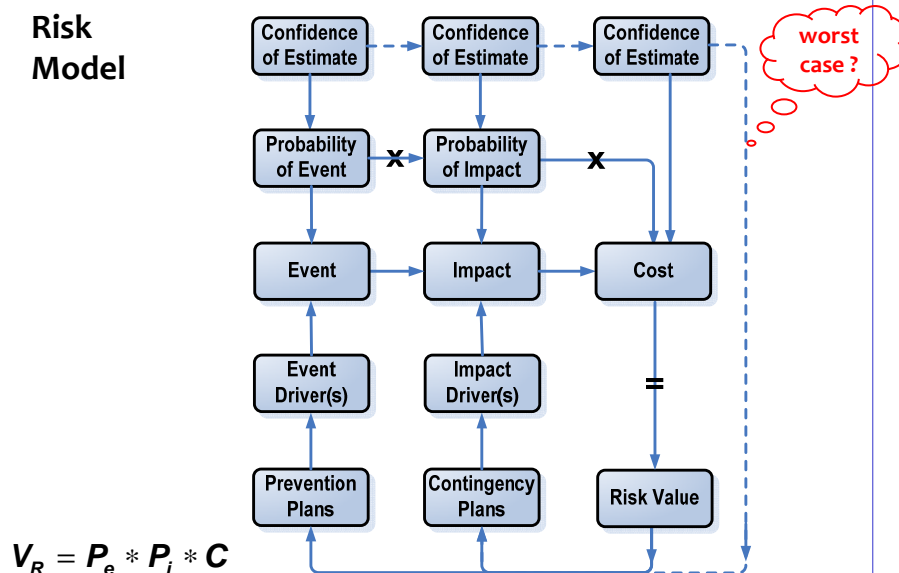 Risk
Model
Confidence
of Estimate
Confidence
of Estimate
Confidence
of Estimate
worst
case ?
Probability
of Event
x
Probability
of Impact
x
Event
Impact
Cost
Event
Driver(s)
Impact
Driver(s)
=
Prevention
Plans
Contingency
Plans
Risk Value
V_R = P_e * P_i * C